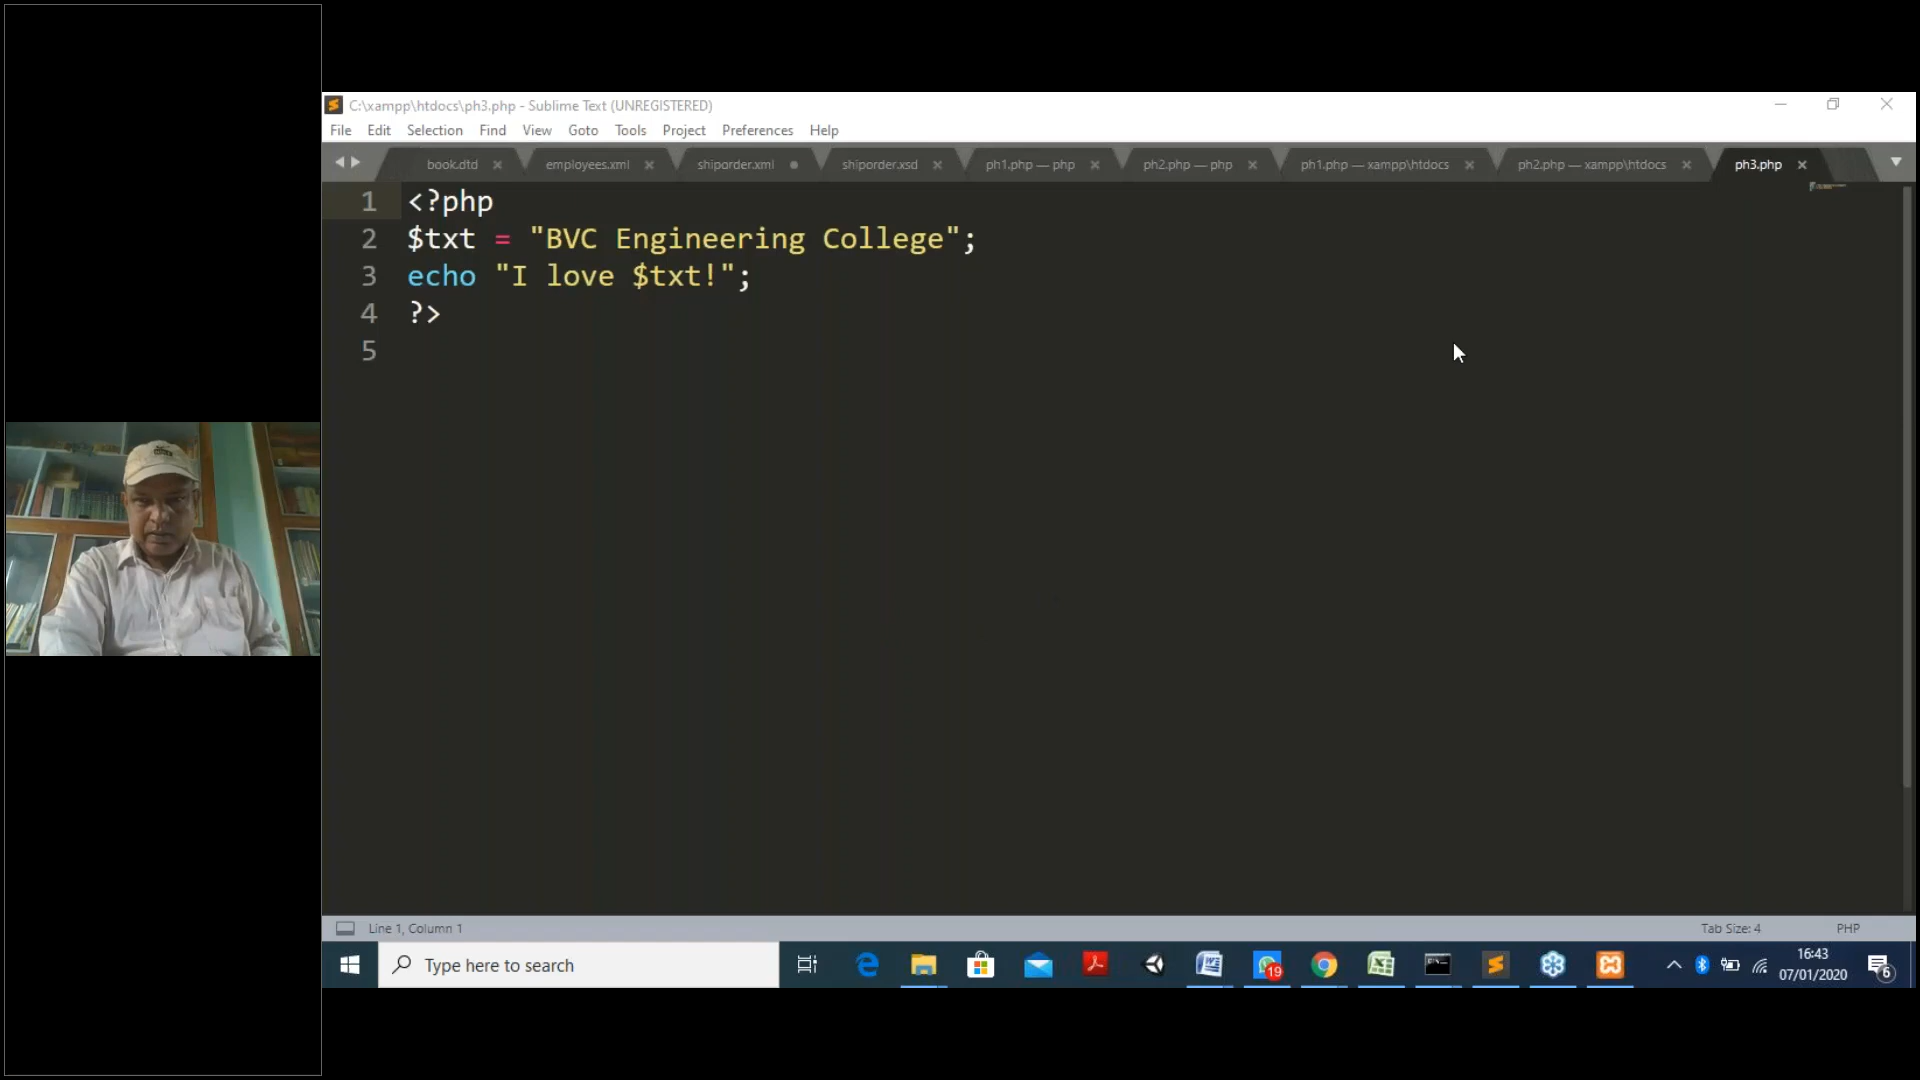 C:\xampp\htdocs\ph3.php - Sublime Text (UNREGISTERED)
File Edit Selection Find View Goto Tools Project Preferences Help
book.dtd employees.xml shiporder.xml shiporder.xsd ph1.php — php ph2.php — php ph1.php — xampp\htdocs ph2.php — xampp\htdocs ph3.php
1 <?php
2 $txt = "BVC Engineering College";
3 echo "I love $txt!";
4 ?>
5
Line 1, Column 1 Tab Size: 4 PHP
Type here to search 19 16:43
07/01/2020 6